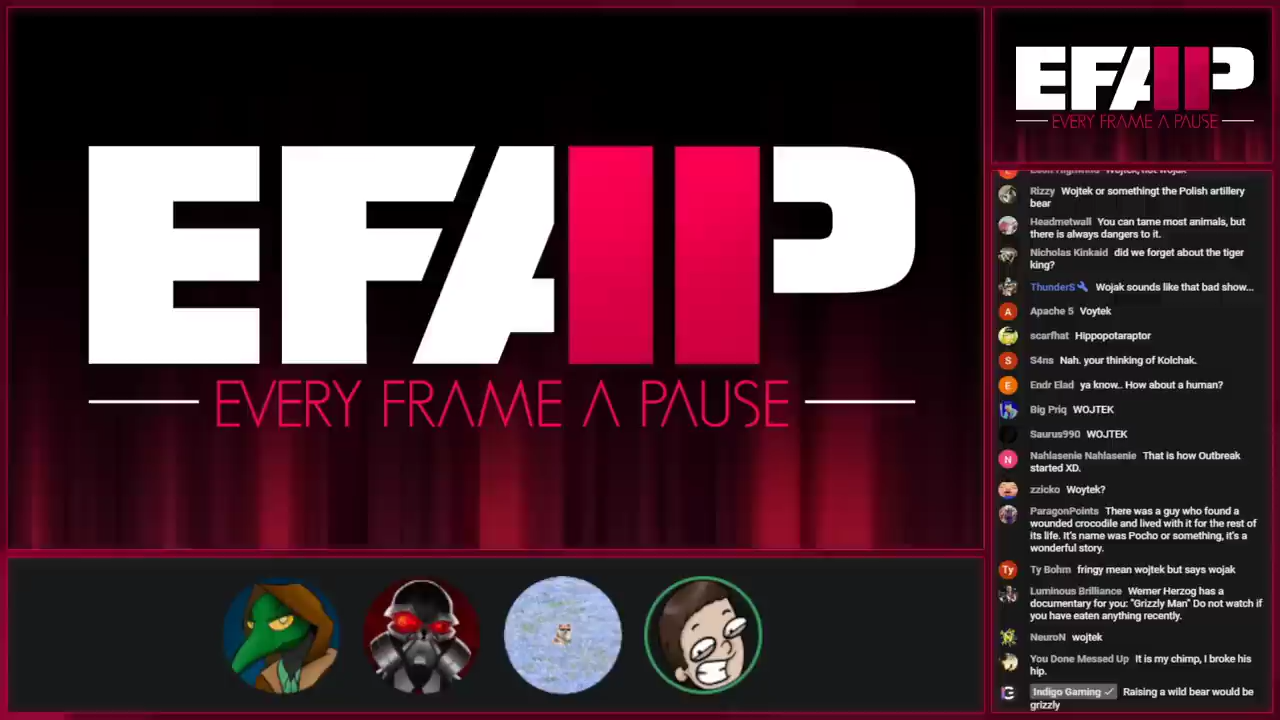 EFAP
EVERY FRAME A PAUSE
EFAP
EVERY FRAME A PAUSE
Wojtek, not wojak
Rizzy Wojtek or somethingt the Polish artillery
bear
Headmetwall You can tame most animals, but
there is always dangers to it.
Nicholas Kinkaid did we forget about the tiger
king?
ThunderS Wojak sounds like that bad show...
A Apache 5 Voytek
scarfhat Hippopotaraptor
S S4ns Nah. your thinking of Kolchak.
E Endr Elad ya know.. How about a human?
Big Priq WOJTEK
Saurus990 WOJTEK
N Nahlasenie Nahlasenie That is how Outbreak
started XD.
zzicko Woytek?
ParagonPoints There was a guy who found a
wounded crocodile and lived with it for the rest of
its life. It's name was Pocho or something, it's a
wonderful story.
Ty Ty Bohm fringy mean wojtek but says wojak
Luminous Brilliance Werner Herzog has a
documentary for you: "Grizzly Man" Do not watch if
you have eaten anything recently.
NeuroN wojtek
You Done Messed Up It is my chimp, I broke his
hip.
Indigo Gaming Raising a wild bear would be
grizzly